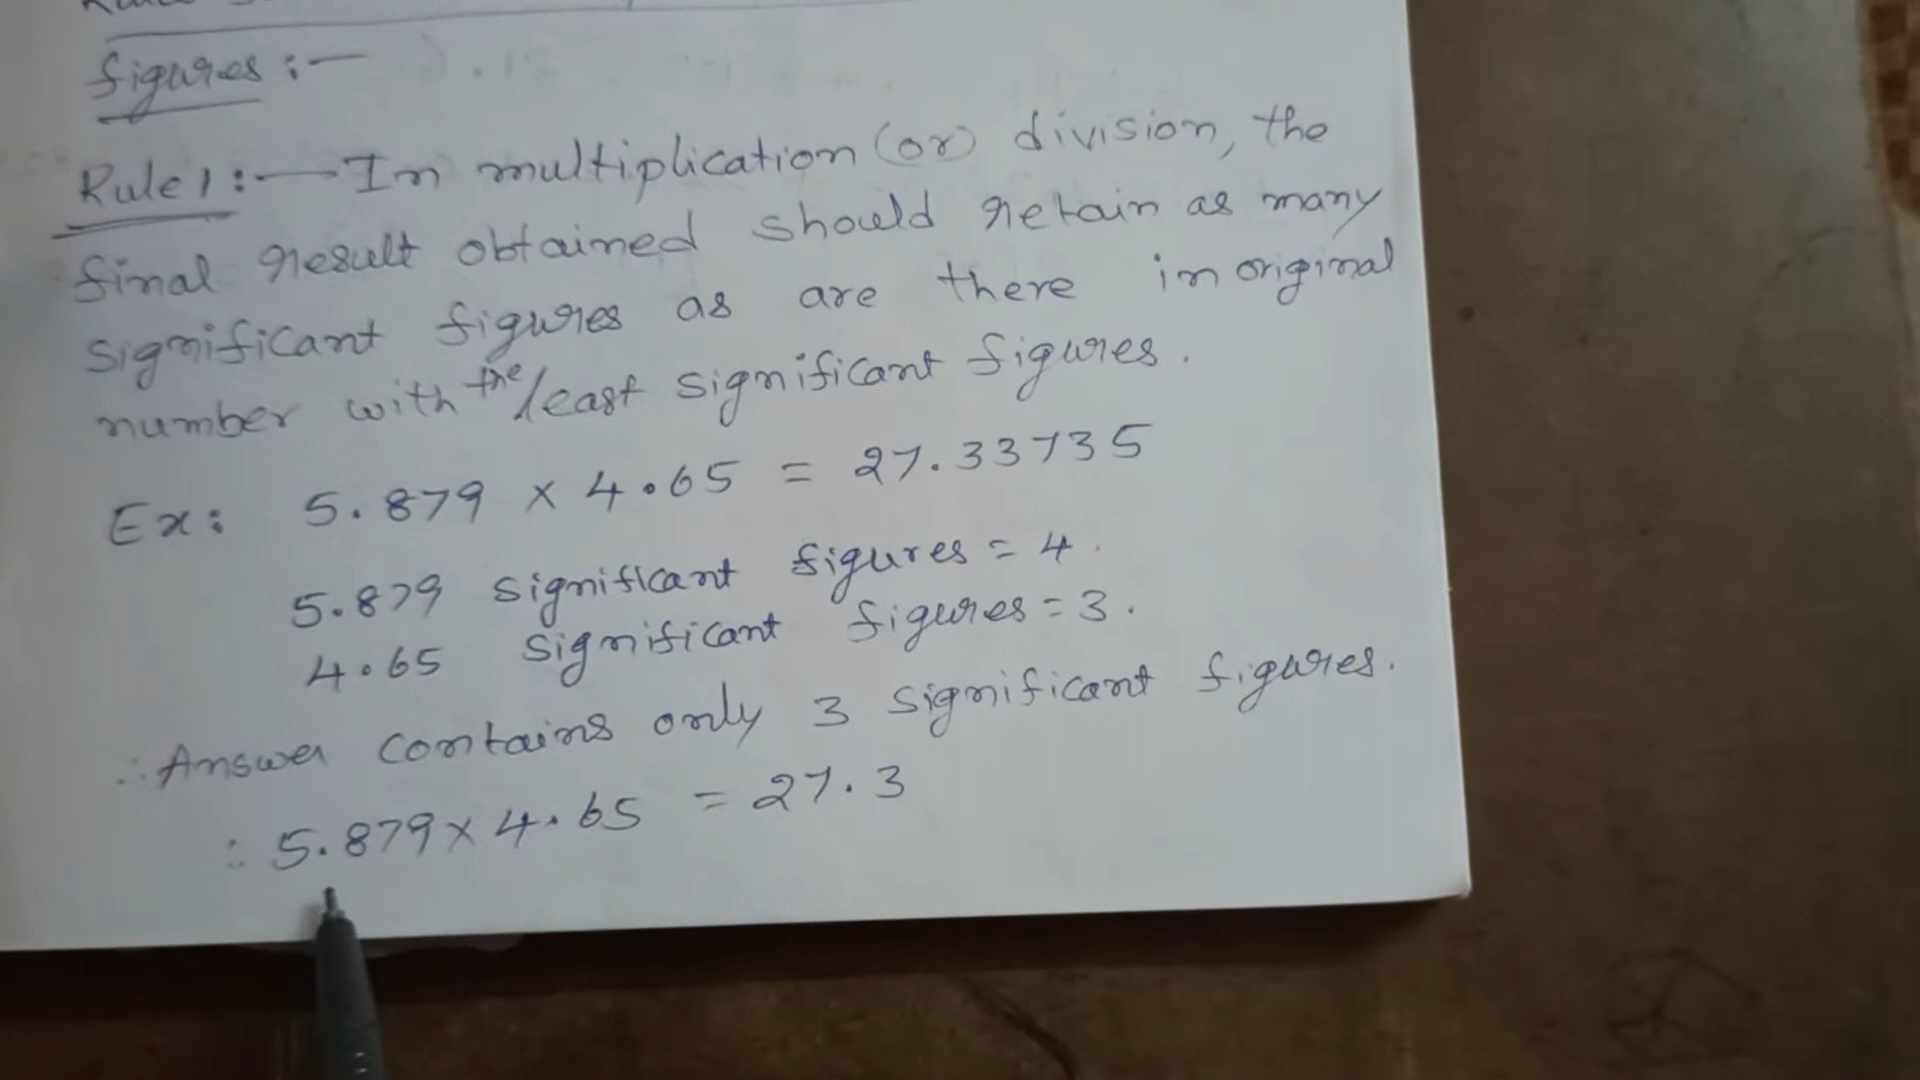 figures :-
Rule 1 :- In multiplication (or) division, the
final result obtained should retain as many
significant figures as are there in original
number with the least significant figures.
Ex: 5.879 × 4.65 = 27.33735
5.879 significant figures = 4.
4.65 significant figures = 3.
∴ Answer contains only 3 significant figures.
∴ 5.879 × 4.65 = 27.3